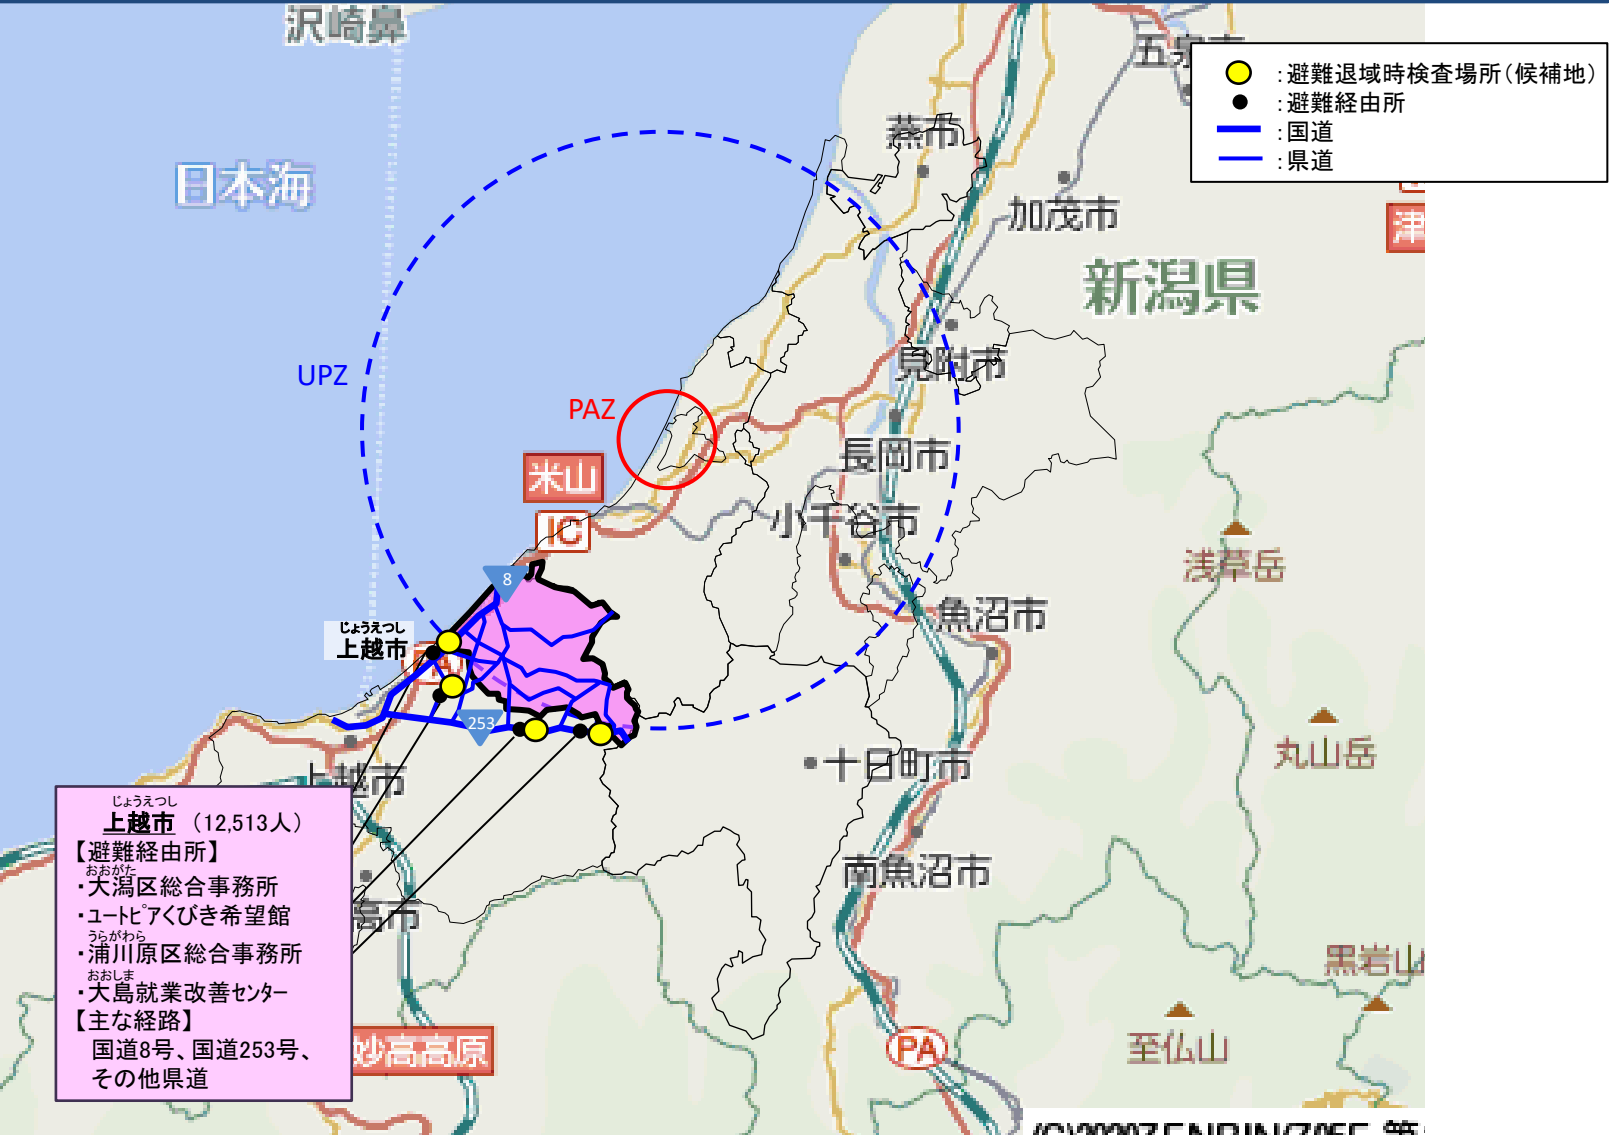 沢崎鼻
日本海
:避難退域時検査場所(候補地)
:避難経由所
:国道
:県道
燕市
加茂市
新潟県
見附市
UPZ
PAZ
長岡市
米山
IC
小千谷市
浅草岳
8
魚沼市
じょうえつし
上越市
253
丸山岳
十日町市
上越市
南魚沼市
黒岩山
至仏山
PA
妙高高原
じょうえつし
上越市 (12,513人)
【避難経由所】
おおがた
・大潟区総合事務所
・ユートピアくびき希望館
うらがわら
・浦川原区総合事務所
おおしま
・大島就業改善センター
【主な経路】
国道8号、国道253号、
その他県道